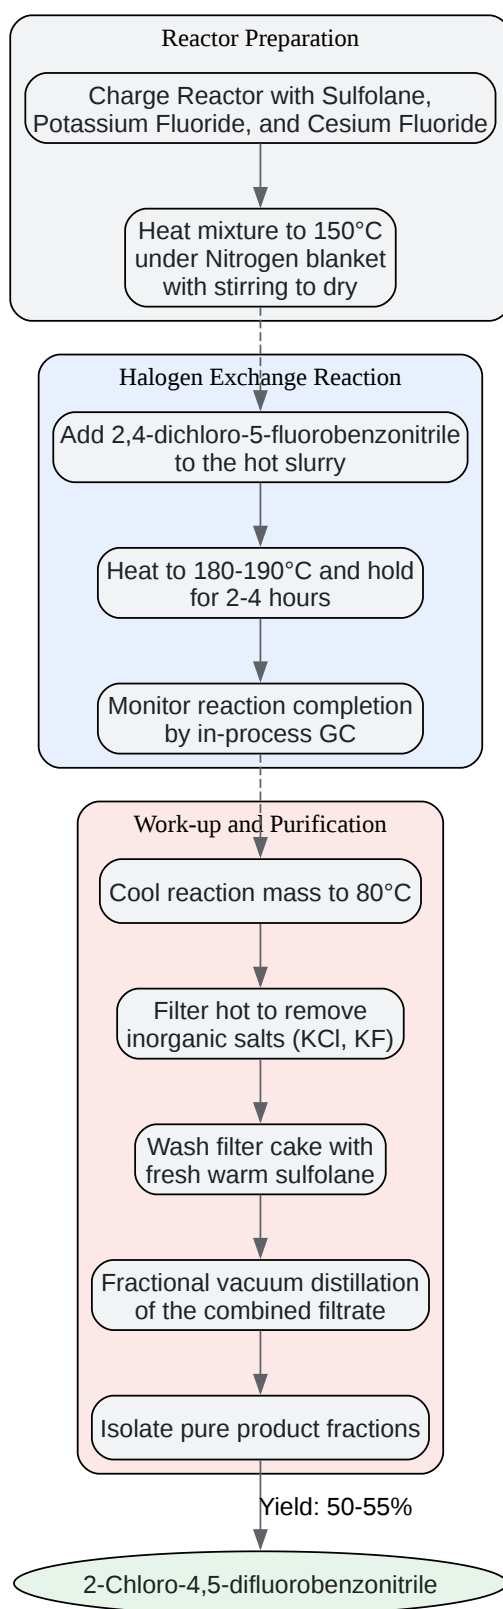 Reactor Preparation
Charge Reactor with Sulfolane,
Potassium Fluoride, and Cesium Fluoride
Heat mixture to 150°C
under Nitrogen blanket
with stirring to dry
Halogen Exchange Reaction
Add 2,4-dichloro-5-fluorobenzonitrile
to the hot slurry
Heat to 180-190°C and hold
for 2-4 hours
Monitor reaction completion
by in-process GC
Work-up and Purification
Cool reaction mass to 80°C
Filter hot to remove
inorganic salts (KCl, KF)
Wash filter cake with
fresh warm sulfolane
Fractional vacuum distillation
of the combined filtrate
Isolate pure product fractions
Yield: 50-55%
2-Chloro-4,5-difluorobenzonitrile